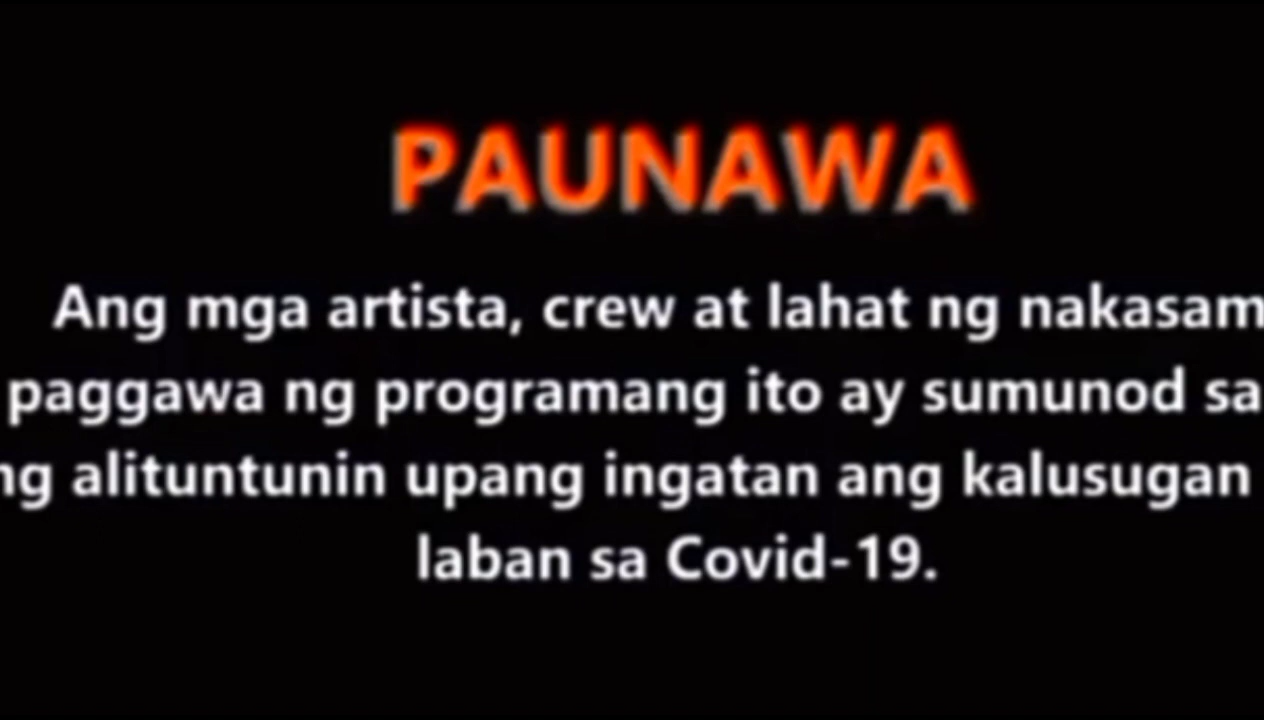 PAUNAWA
Ang mga artista, crew at lahat ng nakasam
paggawa ng programang ito ay sumunod sa
ng alituntunin upang ingatan ang kalusugan
laban sa Covid-19.